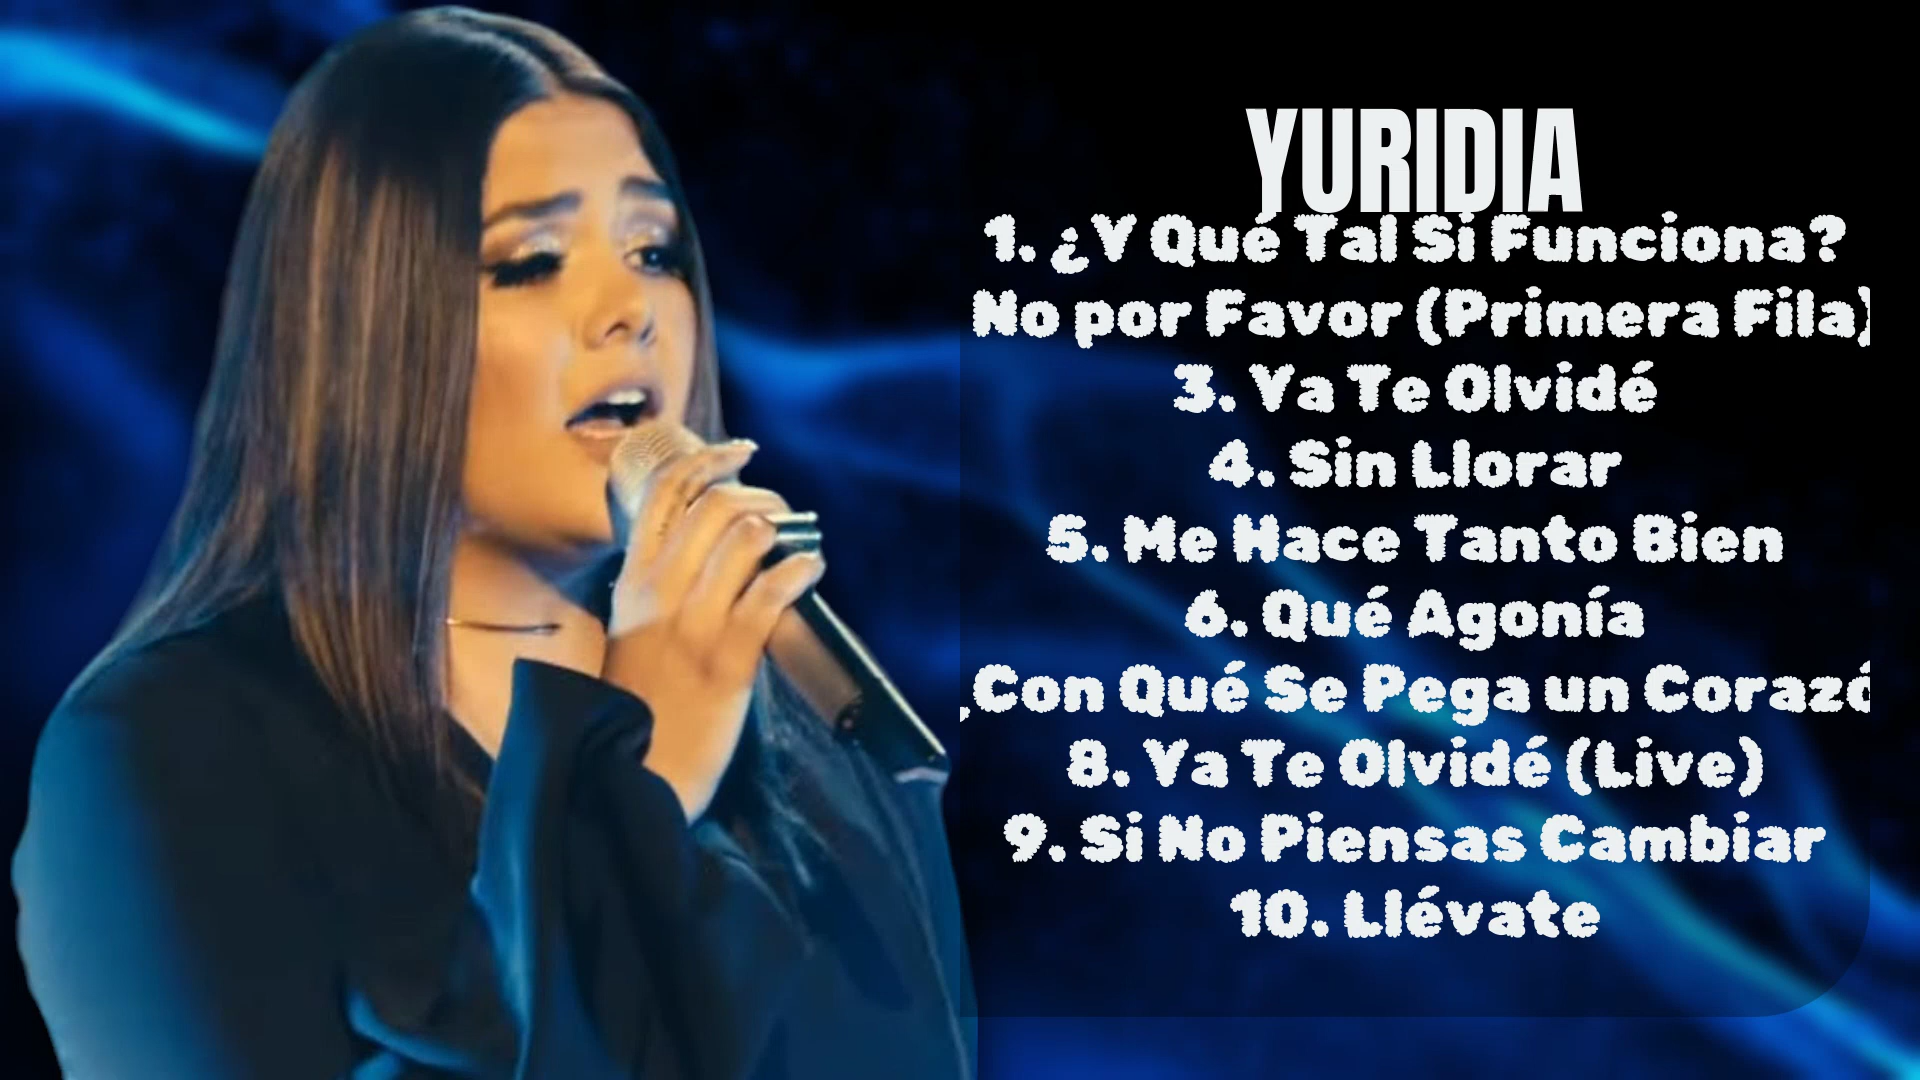 YURIDIA
1. ¿Y Qué Tal Si Funciona?
No por Favor (Primera Fila)
3. Ya Te Olvidé
4. Sin Llorar
5. Me Hace Tanto Bien
6. Qué Agonía
¿Con Qué Se Pega un Corazó
8. Ya Te Olvidé (Live)
9. Si No Piensas Cambiar
10. Llévate